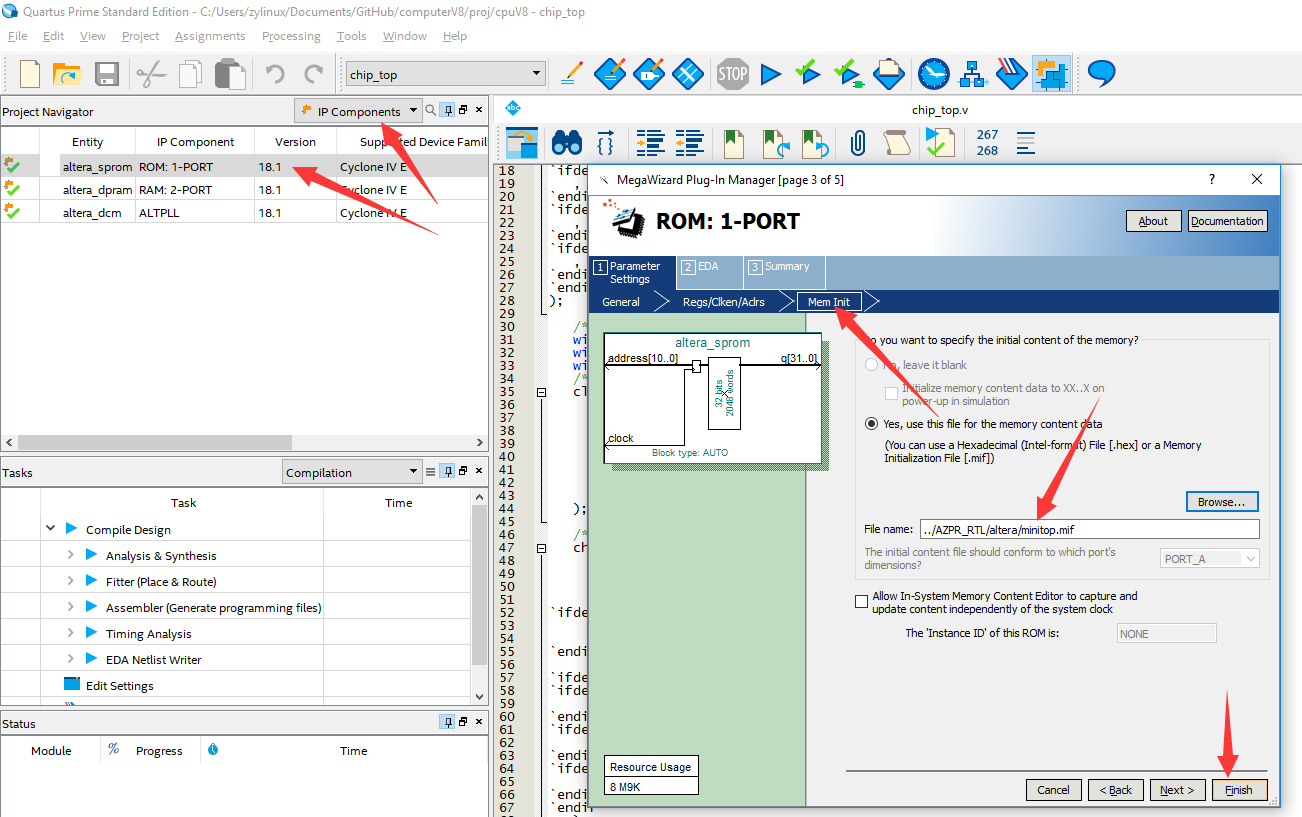 Quartus Prime Standard Edition - C:/Users/zylinux/Documents/GitHub/computerV8/proj/cpuV8 - chip_top
File Edit View Project Assignments Processing Tools Window Help
chip_top
STOP
Project Navigator
IP Components
Entity IP Component Version Supported Device Famil
altera_sprom ROM: 1-PORT 18.1 Cyclone IV E
altera_dpram RAM: 2-PORT 18.1 Cyclone IV E
altera_dcm ALTPLL 18.1 Cyclone IV E
Tasks
Compilation
Task Time
Compile Design
Analysis & Synthesis
Fitter (Place & Route)
Assembler (Generate programming files)
Timing Analysis
EDA Netlist Writer
Edit Settings
Status
Module % Progress Time
abc
chip_top.v
267
268
18 `ifde
19 ,
20 `endi
21 `ifde
22 ,
23 `endi
24 `ifde
25 ,
26 `endi
27 `endi
28 );
29
30 /*
31 wi
32 wi
33 wi
34 /*
35 cl
36
37
38
39
40
41
42
43
44 );
45
46 /*
47 ch
48
49
50
51
52 `ifde
53
54
55 `endi
56
57 `ifde
58 `ifde
59
60 `endi
61 `ifde
62
63 `endi
64 `ifde
65
66 `endi
67 `endif
MegaWizard Plug-In Manager [page 3 of 5]
?
ROM: 1-PORT
About
Documentation
1 Parameter Settings
2 EDA
3 Summary
General
Regs/Clken/Aclrs
Mem Init
altera_sprom
address[10..0]
q[31..0]
32 bits
2048 words
clock
Block type: AUTO
Resource Usage
8 M9K
Do you want to specify the initial content of the memory?
No, leave it blank
Initialize memory content data to XX..X on
power-up in simulation
Yes, use this file for the memory content data
(You can use a Hexadecimal (Intel-format) File [.hex] or a Memory
Initialization File [.mif])
Browse...
File name: ../AZPR_RTL/altera/minitop.mif
The initial content file should conform to which port's
dimensions?
PORT_A
Allow In-System Memory Content Editor to capture and
update content independently of the system clock
The 'Instance ID' of this ROM is:
NONE
Cancel
< Back
Next >
Finish